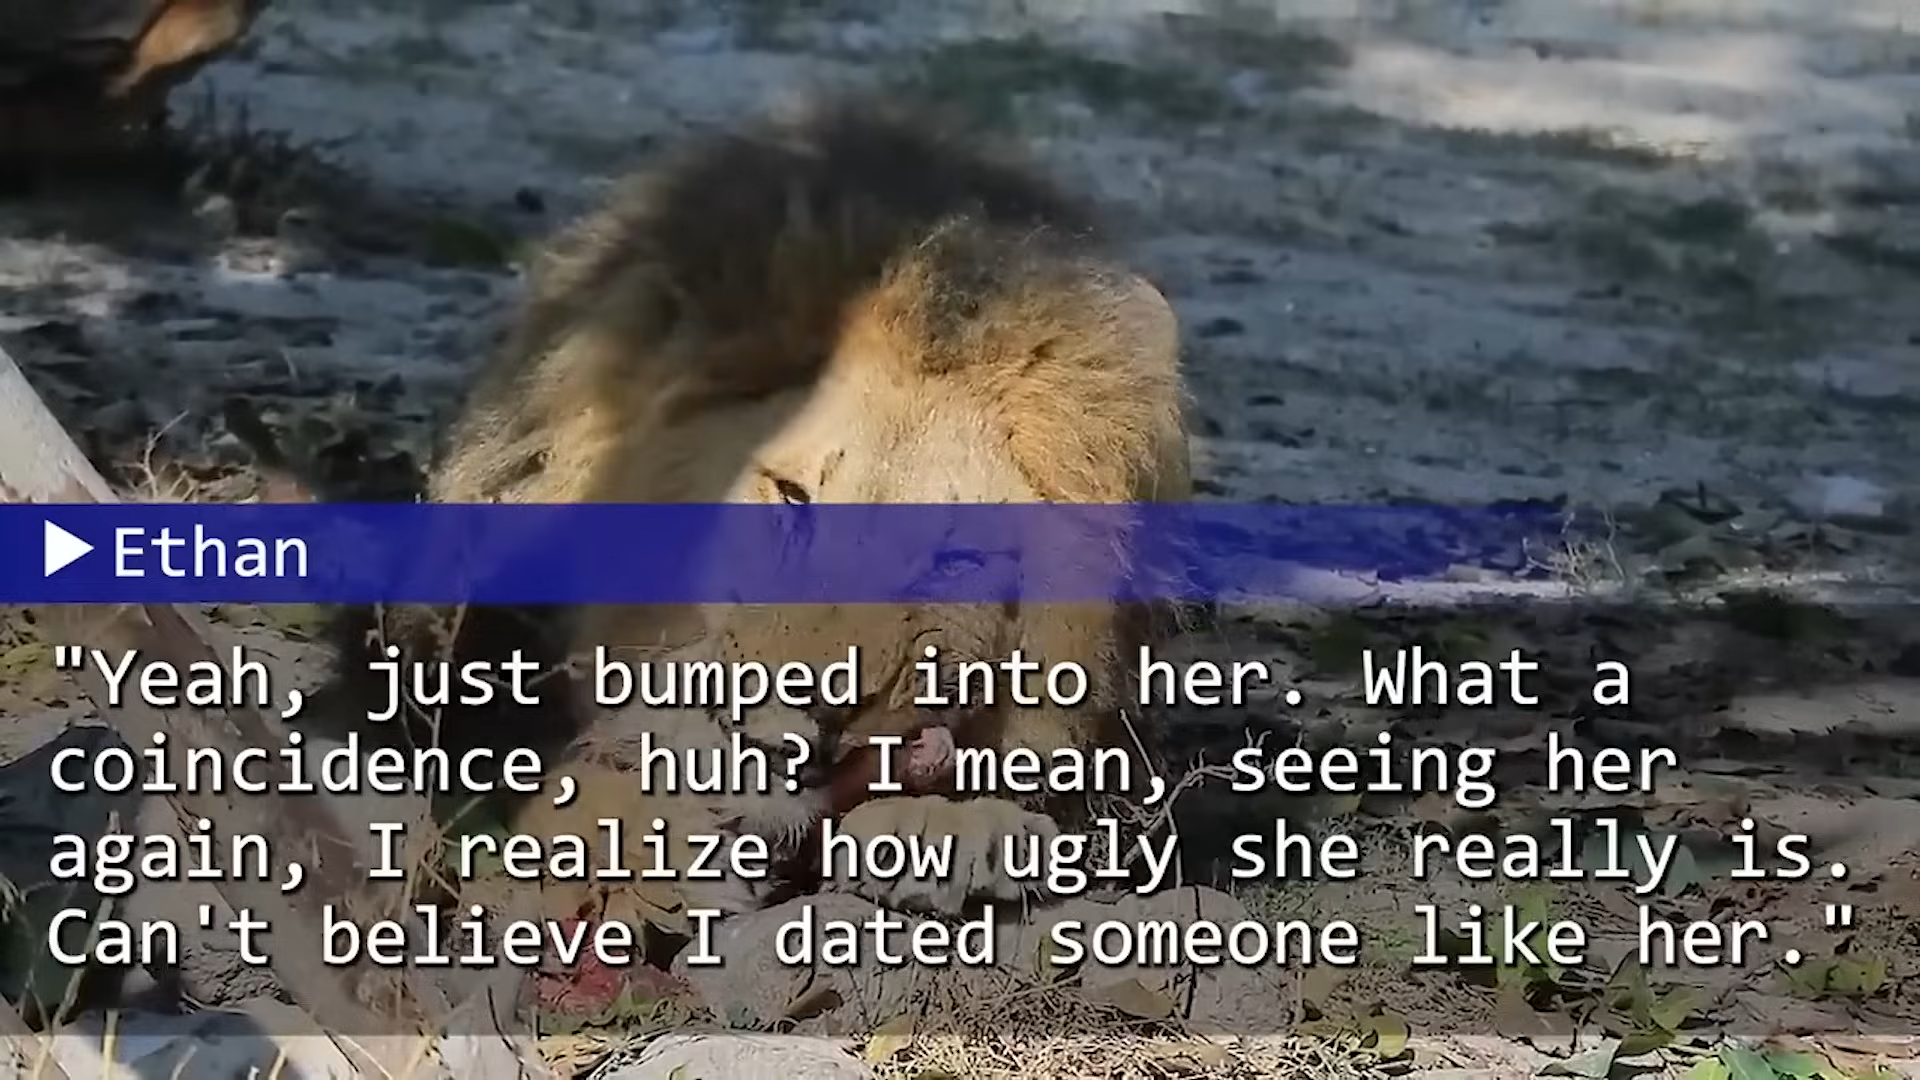 Ethan
"Yeah, just bumped into her. What a
coincidence, huh? I mean, seeing her
again, I realize how ugly she really is.
Can't believe I dated someone like her."